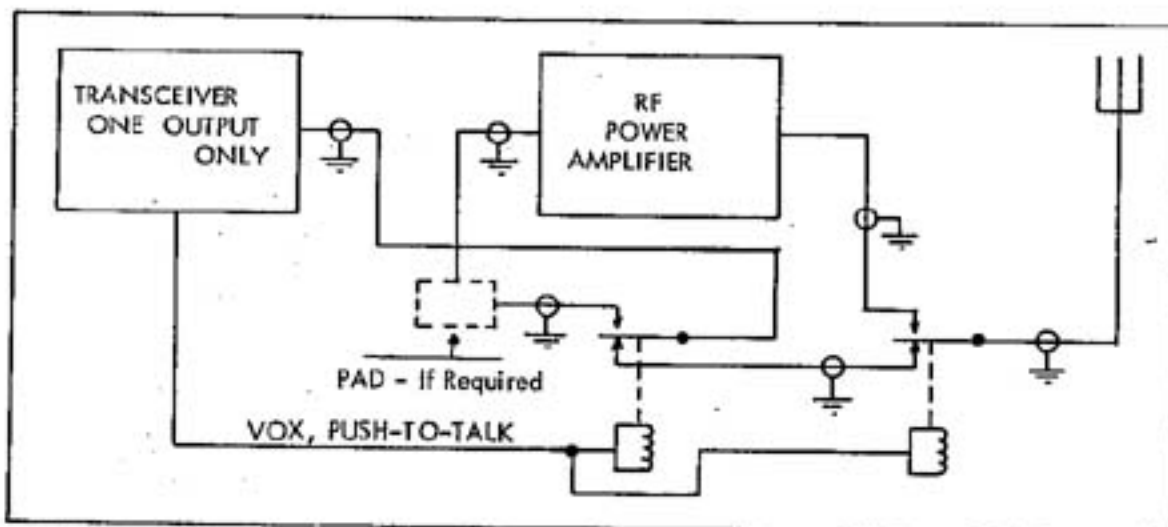 TRANSCEIVER
ONE OUTPUT
ONLY
RF
POWER
AMPLIFIER
PAD - If Required
VOX, PUSH-TO-TALK